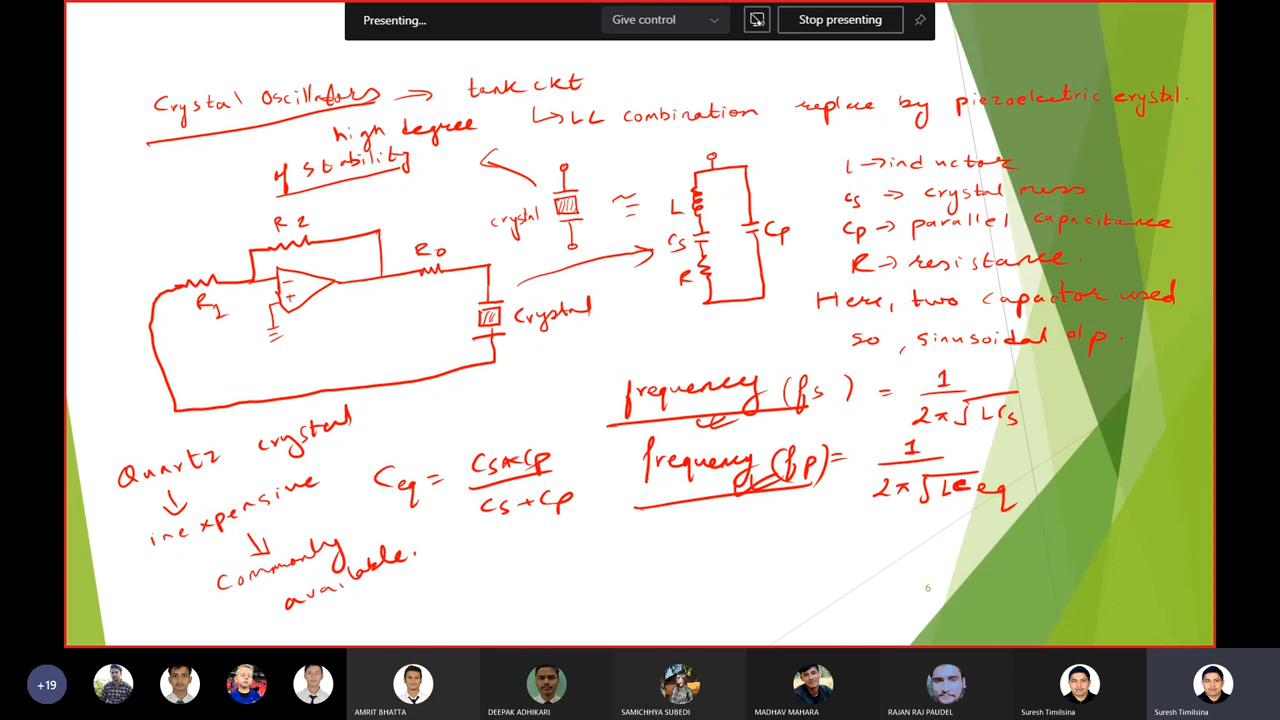 Presenting...
Give control
Stop presenting
Crystal Oscillators → tank ckt
↳ LC combination replace by piezoelectric crystal.
high degree
of stability
crystal
≅
L
Cs
R
Cp
L → inductor
Cs → crystal mass
Cp → parallel capacitance
R → resistance.
Here, two capactor used
so, sinusoidal o/p.
R2
R0
R1
-
+
Crystal
frequency (fs) = 1 / 2π√LCs
frequency (fp) = 1 / 2π√LCeq
Quartz crystal
↓
inexpensive
↓
Commonly
available.
Ceq = Cs*Cp / Cs+Cp
6
+19
AMRIT BHATTA
DEEPAK ADHIKARI
SAMICHHYA SUBEDI
MADHAV MAHARA
RAJAN RAJ PAUDEL
Suresh Timilsina
Suresh Timilsina